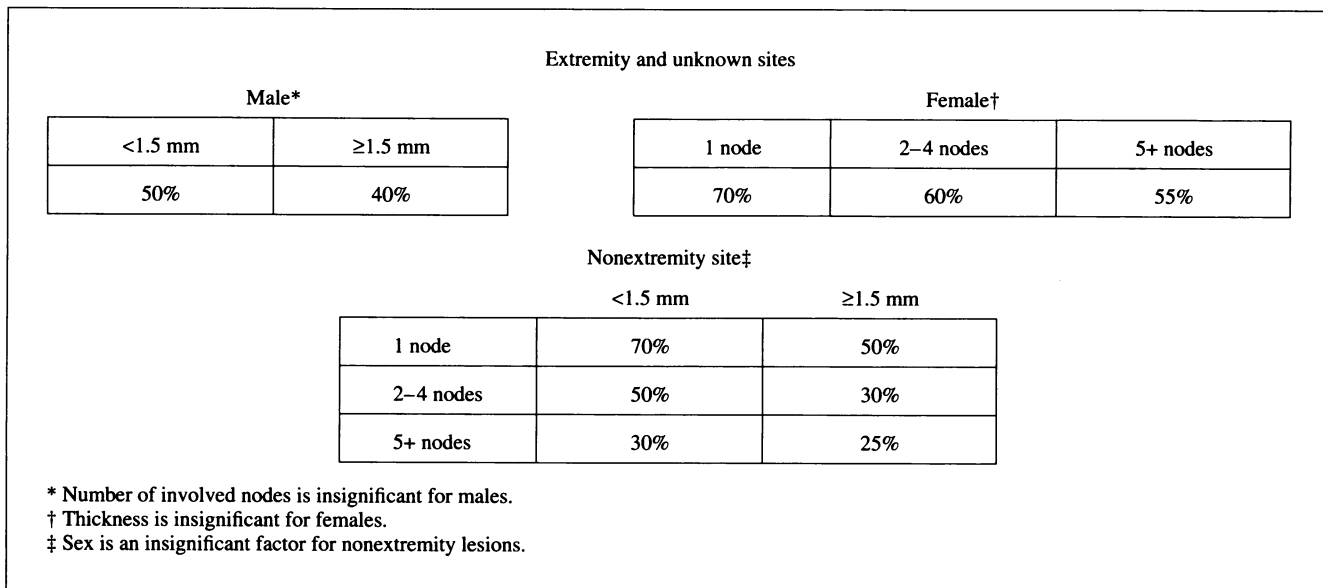 Extremity and unknown sites
Male* Female†
<1.5 mm ≥1.5 mm 1 node 2–4 nodes 5+ nodes
50% 40% 70% 60% 55%
Nonextremity site‡
<1.5 mm ≥1.5 mm
1 node 70% 50%
2–4 nodes 50% 30%
5+ nodes 30% 25%
* Number of involved nodes is insignificant for males.
† Thickness is insignificant for females.
‡ Sex is an insignificant factor for nonextremity lesions.